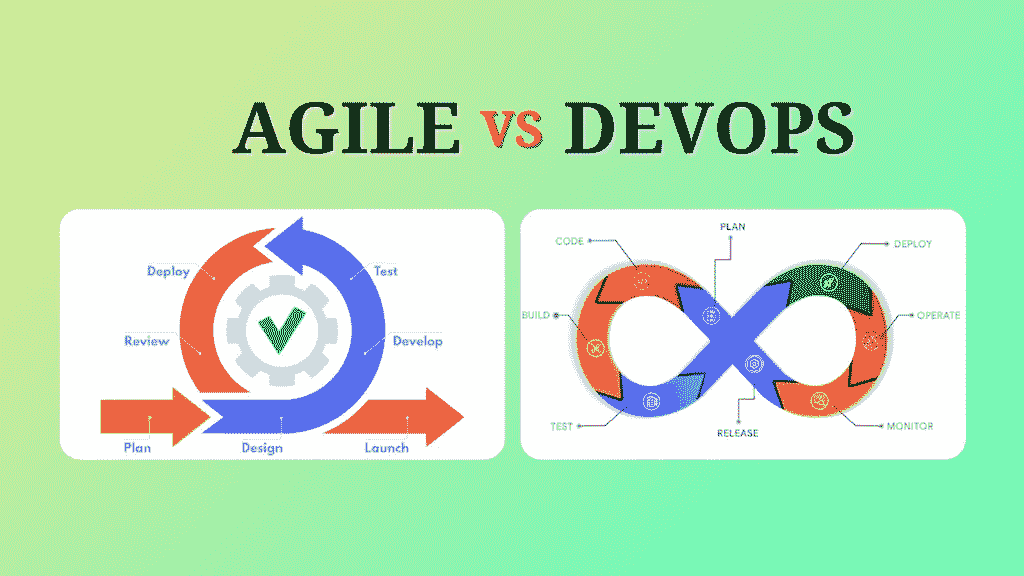 AGILE VS DEVOPS
Deploy
Test
Review
Develop
Plan
Design
Launch
PLAN
CODE
DEPLOY
BUILD
OPERATE
TEST
RELEASE
MONITOR